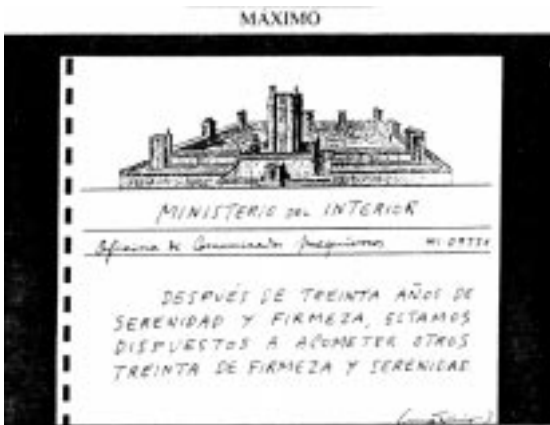 MÁXIMO
MINISTERIO DEL INTERIOR
Oficina de Comunicados
DESPUÉS DE TREINTA AÑOS DE
SERENIDAD Y FIRMEZA, ESTAMOS
DISPUESTOS A ACOMETER OTROS
TREINTA DE FIRMEZA Y SERENIDAD